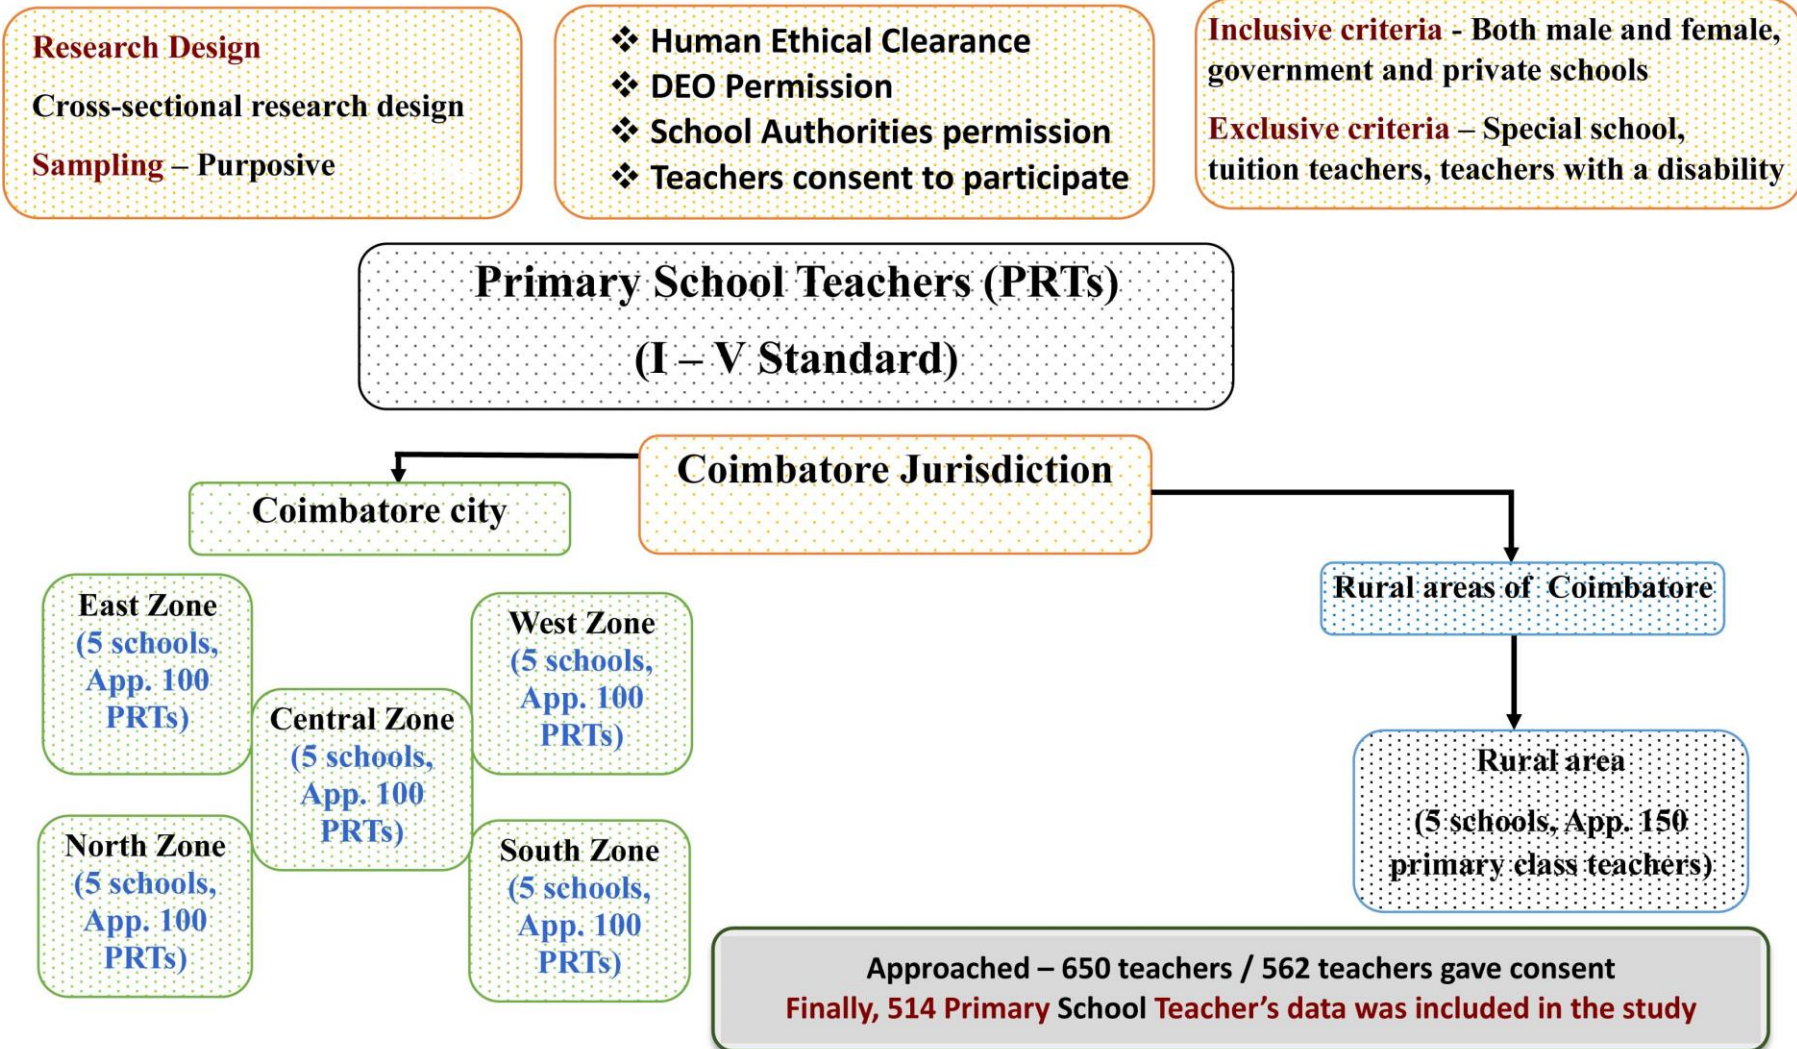 Research Design
Cross-sectional research design
Sampling – Purposive
❖ Human Ethical Clearance
❖ DEO Permission
❖ School Authorities permission
❖ Teachers consent to participate
Inclusive criteria - Both male and female,
government and private schools
Exclusive criteria – Special school,
tuition teachers, teachers with a disability
Primary School Teachers (PRTs)
(I – V Standard)
Coimbatore Jurisdiction
Coimbatore city
East Zone
(5 schools,
App. 100
PRTs)
West Zone
(5 schools,
App. 100
PRTs)
Central Zone
(5 schools,
App. 100
PRTs)
North Zone
(5 schools,
App. 100
PRTs)
South Zone
(5 schools,
App. 100
PRTs)
Rural areas of Coimbatore
Rural area
(5 schools, App. 150
primary class teachers)
Approached – 650 teachers / 562 teachers gave consent
Finally, 514 Primary School Teacher’s data was included in the study